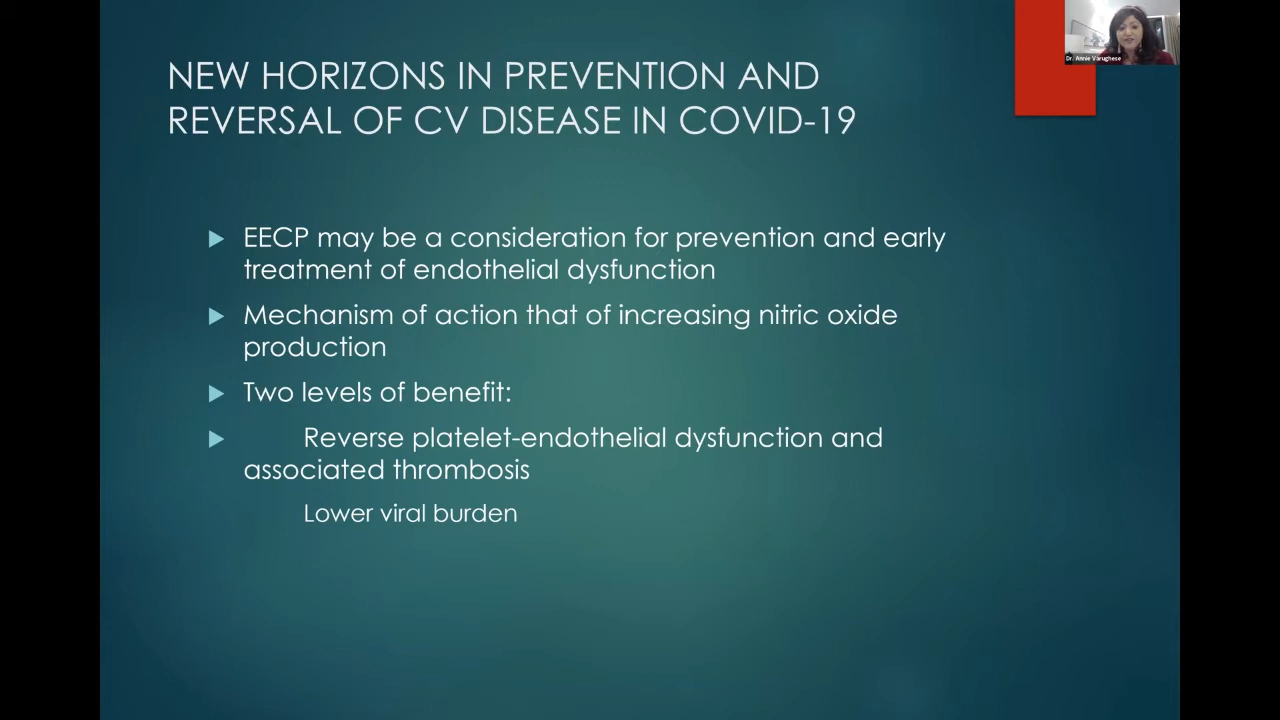 Dr. Annie Varughese
NEW HORIZONS IN PREVENTION AND
REVERSAL OF CV DISEASE IN COVID-19
EECP may be a consideration for prevention and early
treatment of endothelial dysfunction
Mechanism of action that of increasing nitric oxide
production
Two levels of benefit:
Reverse platelet-endothelial dysfunction and
associated thrombosis
Lower viral burden